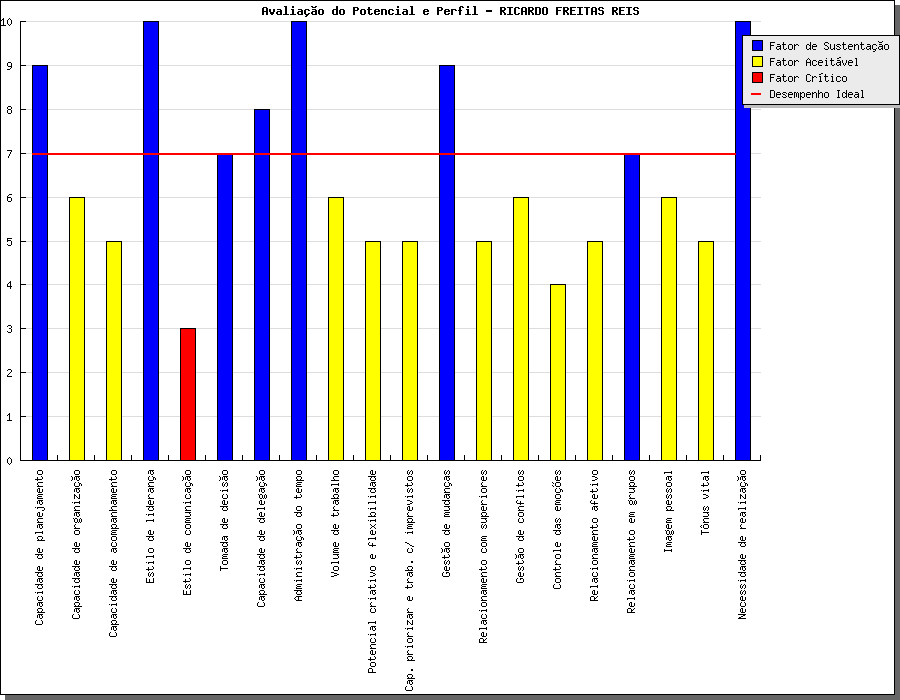 Avaliação do Potencial e Perfil - RICARDO FREITAS REIS
Fator de Sustentação
Fator Aceitável
Fator Crítico
Desempenho Ideal
10
9
8
7
6
5
4
3
2
1
0
Capacidade de planejamento
Capacidade de organização
Capacidade de acompanhamento
Estilo de liderança
Estilo de comunicação
Tomada de decisão
Capacidade de delegação
Administração do tempo
Volume de trabalho
Potencial criativo e flexibilidade
Cap. priorizar e trab. c/ imprevistos
Gestão de mudanças
Relacionamento com superiores
Gestão de conflitos
Controle das emoções
Relacionamento afetivo
Relacionamento em grupos
Imagem pessoal
Tônus vital
Necessidade de realização